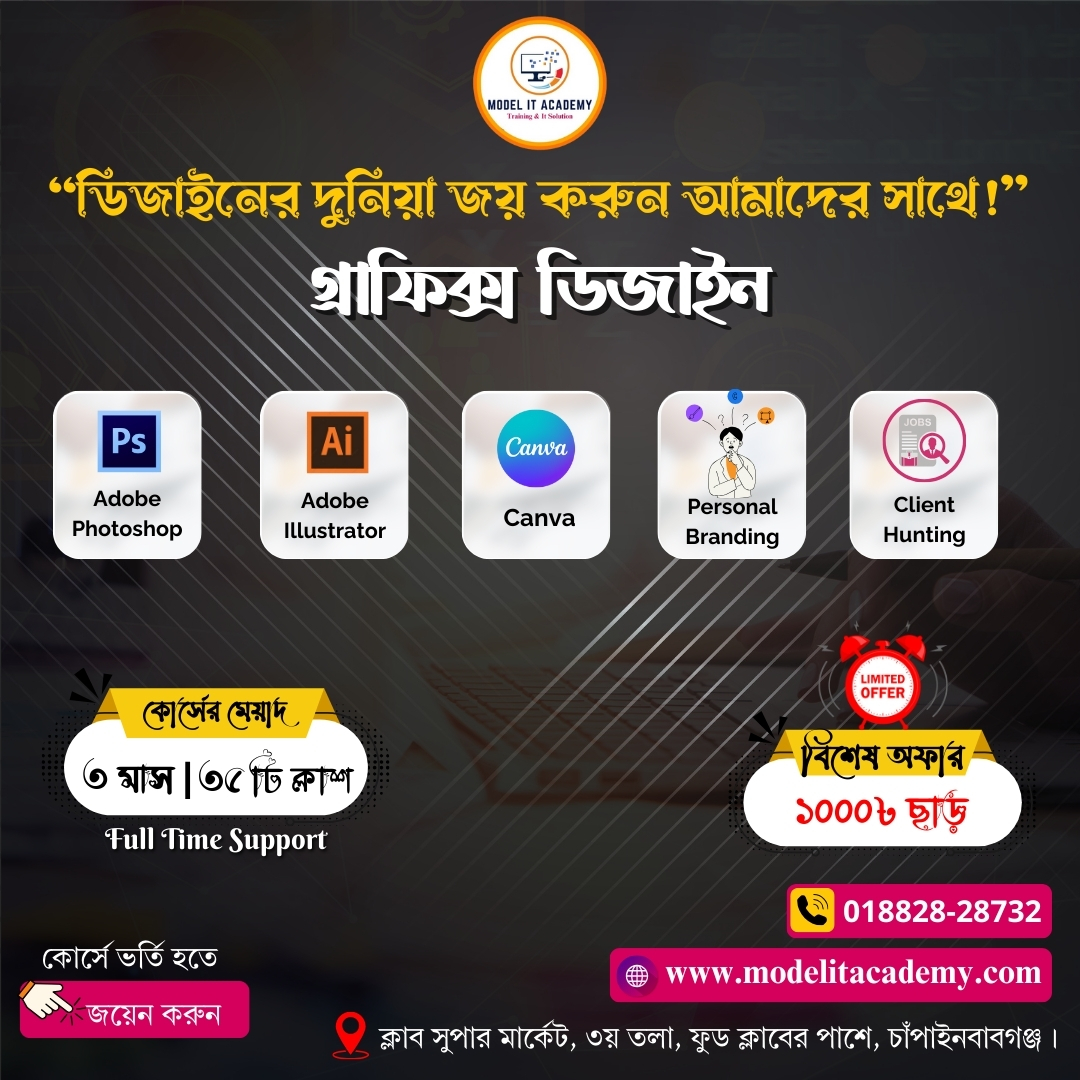 MODEL IT ACADEMY
Training & It Solution
“ডিজাইনের দুনিয়া জয় করুন আমাদের সাথে!”
গ্রাফিক্স ডিজাইন
Ps
Adobe
Photoshop
Ai
Adobe
Illustrator
Canva
Canva
Personal
Branding
JOBS
Client
Hunting
কোর্সের মেয়াদ
৩ মাস | ৩৫ টি ক্লাশ
Full Time Support
LIMITED
OFFER
বিশেষ অফার
১০০০৳ ছাড়
018828-28732
www.modelitacademy.com
কোর্সে ভর্তি হতে
জয়েন করুন
ক্লাব সুপার মার্কেট, ৩য় তলা, ফুড ক্লাবের পাশে, চাঁপাইনবাবগঞ্জ।